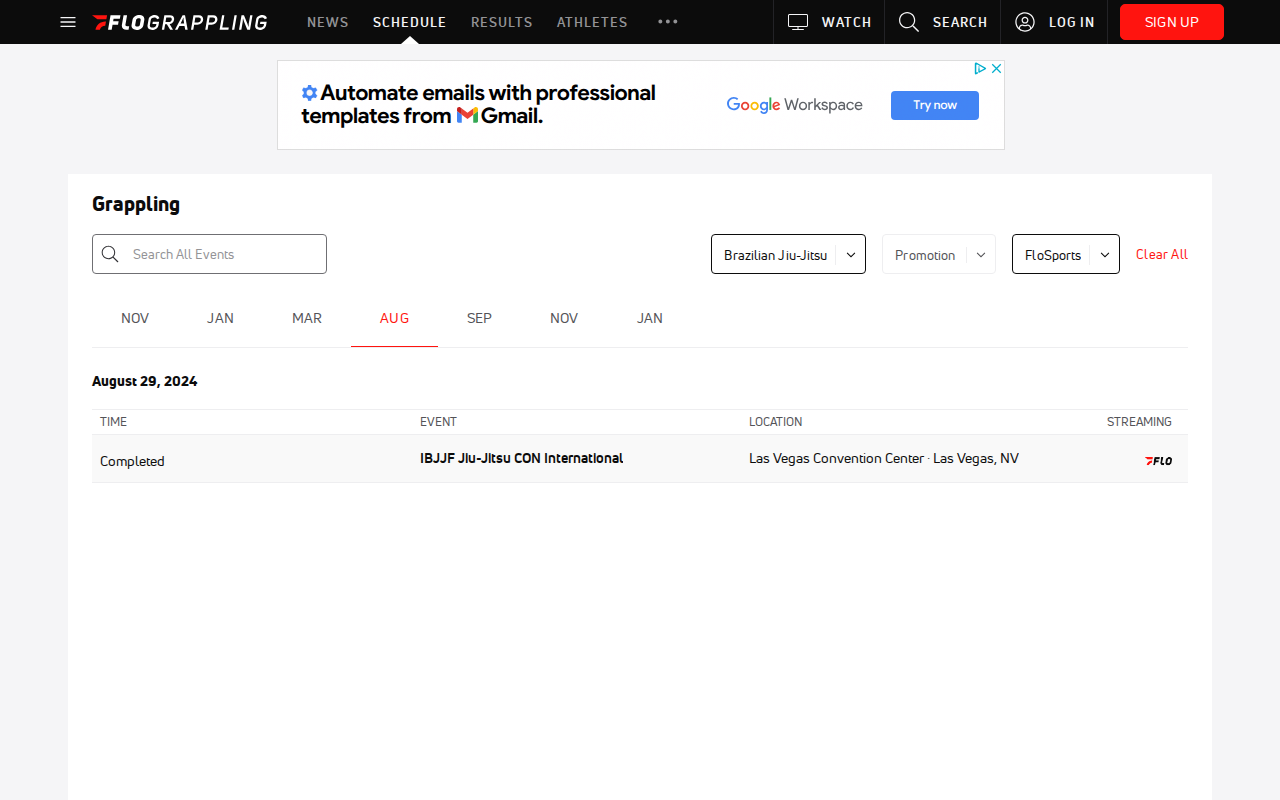 FLOGRAPPLING
NEWS
SCHEDULE
RESULTS
ATHLETES
WATCH
SEARCH
LOG IN
SIGN UP
Automate emails with professional
templates from Gmail.
Google Workspace
Try now
Grappling
Search All Events
Brazilian Jiu-Jitsu
Promotion
FloSports
Clear All
NOV
JAN
MAR
AUG
SEP
NOV
JAN
August 29, 2024
TIME
EVENT
LOCATION
STREAMING
Completed
IBJJF Jiu-Jitsu CON International
Las Vegas Convention Center · Las Vegas, NV
FLO